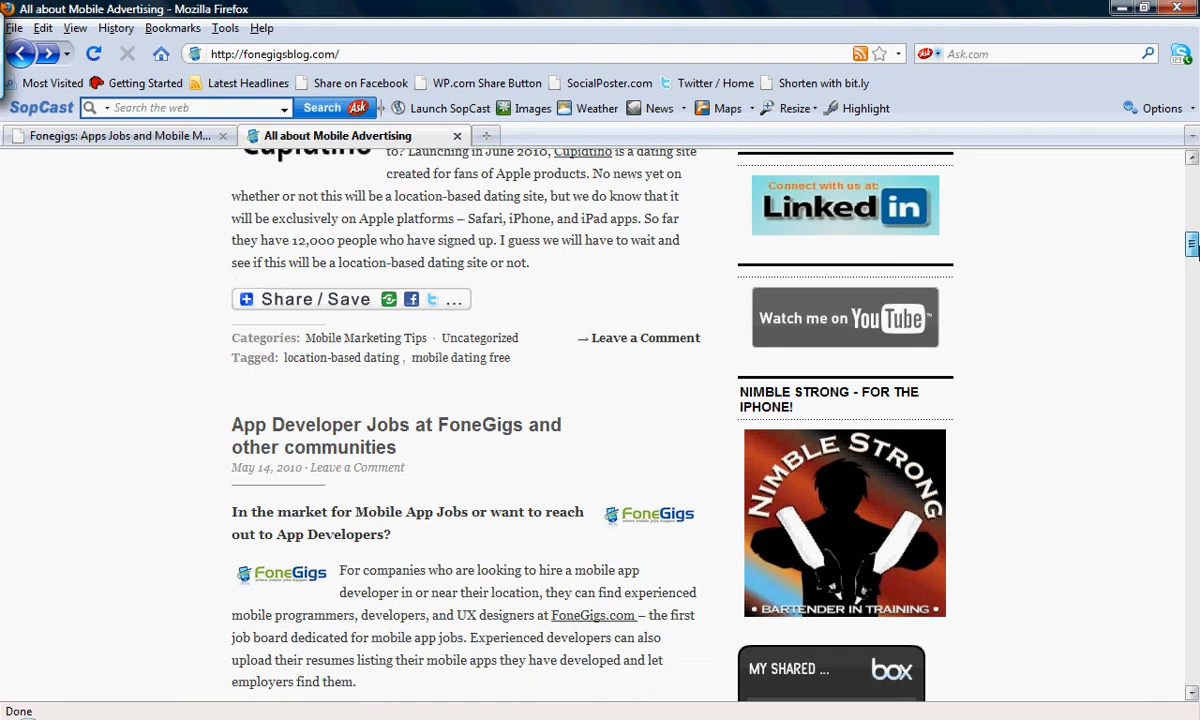 All about Mobile Advertising - Mozilla Firefox
File Edit View History Bookmarks Tools Help
http://fonegigsblog.com/
Ask Ask.com
Most Visited Getting Started Latest Headlines Share on Facebook WP.com Share Button SocialPoster.com Twitter / Home Shorten with bit.ly
SopCast Search the web Search Ask Launch SopCast Images Weather News Maps Resize Highlight Options
Fonegigs: Apps Jobs and Mobile M... All about Mobile Advertising
Cupidtino
to? Launching in June 2010, Cupidtino is a dating site
created for fans of Apple products. No news yet on
whether or not this will be a location-based dating site, but we do know that it
will be exclusively on Apple platforms – Safari, iPhone, and iPad apps. So far
they have 12,000 people who have signed up. I guess we will have to wait and
see if this will be a location-based dating site or not.
Share / Save ...
Categories: Mobile Marketing Tips · Uncategorized → Leave a Comment
Tagged: location-based dating , mobile dating free
App Developer Jobs at FoneGigs and
other communities
May 14, 2010 · Leave a Comment
In the market for Mobile App Jobs or want to reach
out to App Developers?
FoneGigs
where mobile jobs happen
FoneGigs
where mobile jobs happen
For companies who are looking to hire a mobile app
developer in or near their location, they can find experienced
mobile programmers, developers, and UX designers at FoneGigs.com – the first
job board dedicated for mobile app jobs. Experienced developers can also
upload their resumes listing their mobile apps they have developed and let
employers find them.
Connect with us at:
Linked in
Watch me on YouTube
NIMBLE STRONG - FOR THE
IPHONE!
NIMBLE STRONG
• BARTENDER IN TRAINING •
MY SHARED ... box
Done